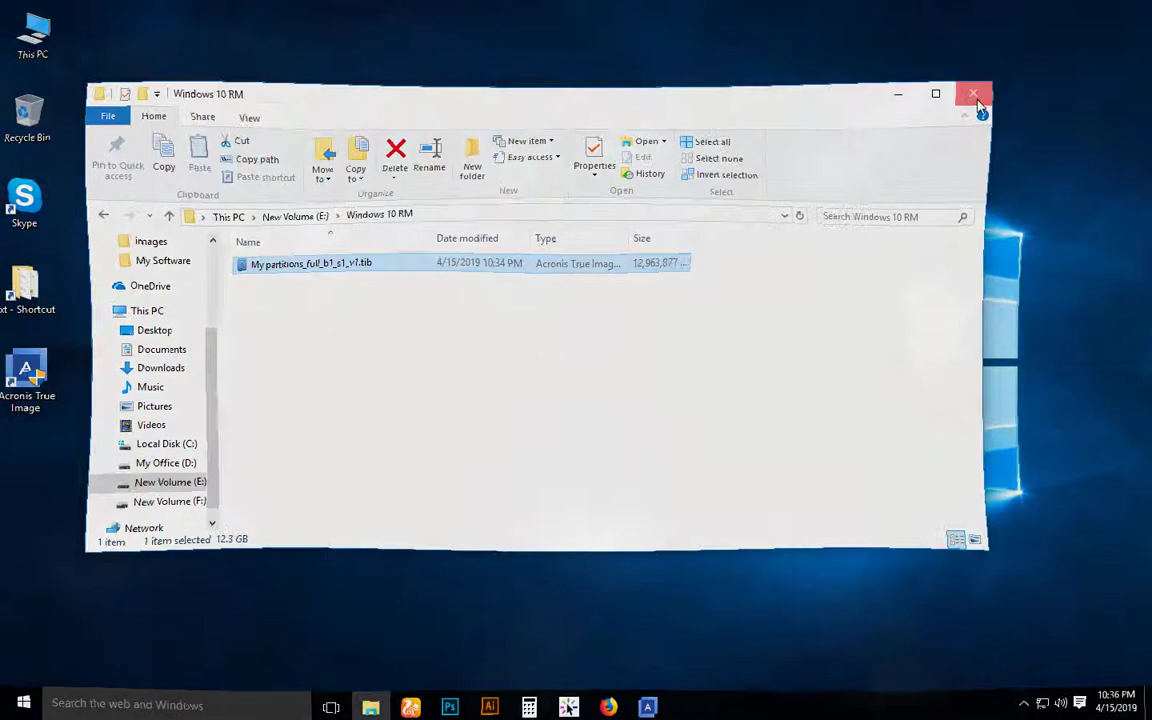 This PC
Recycle Bin
Skype
xt - Shortcut
Acronis True
Image
Windows 10 RM
File Home Share View
Pin to Quick
access
Copy
Paste
Cut
Copy path
Paste shortcut
Clipboard
Move
to
Copy
to
Delete
Rename
Organize
New
folder
New item
Easy access
New
Properties
Open
Edit
History
Open
Select all
Select none
Invert selection
Select
This PC New Volume (E:) Windows 10 RM
Search Windows 10 RM
Name Date modified Type Size
My partitions_full_b1_s1_v1.tib 4/15/2019 10:34 PM Acronis True Imag... 12,963,877 ...
images
My Software
OneDrive
This PC
Desktop
Documents
Downloads
Music
Pictures
Videos
Local Disk (C:)
My Office (D:)
New Volume (E:)
New Volume (F:)
Network
1 item 1 item selected 12.3 GB
Search the web and Windows
Ps
Ai
10:36 PM
4/15/2019